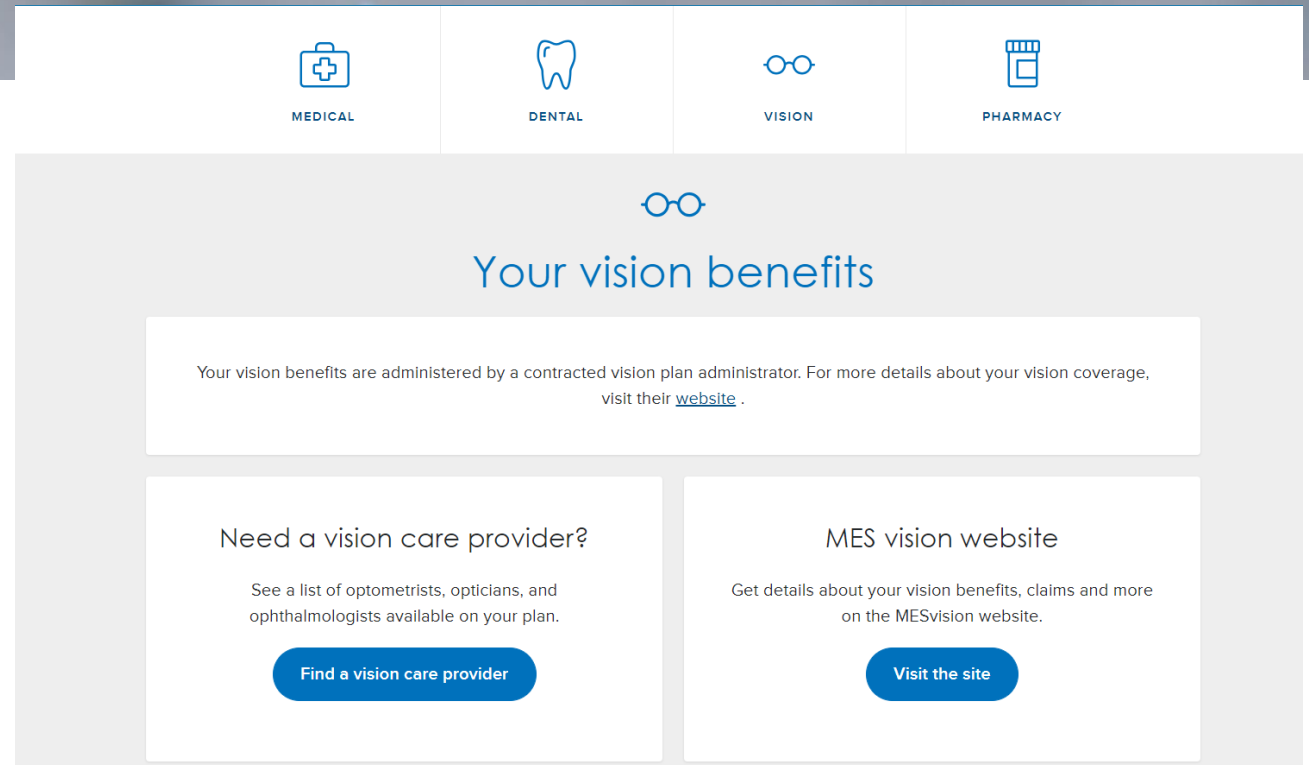 MEDICAL
DENTAL
VISION
PHARMACY
Your vision benefits
Your vision benefits are administered by a contracted vision plan administrator. For more details about your vision coverage,
visit their website .
Need a vision care provider?
See a list of optometrists, opticians, and
ophthalmologists available on your plan.
Find a vision care provider
MES vision website
Get details about your vision benefits, claims and more
on the MESvision website.
Visit the site